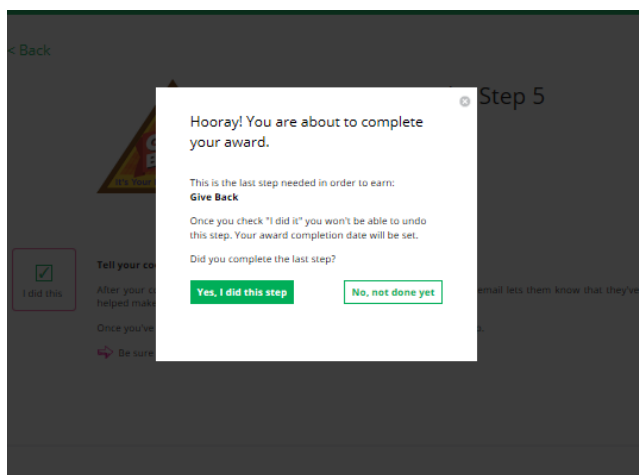 < Back
Step 5
Hooray! You are about to complete
your award.
This is the last step needed in order to earn:
Give Back
Once you check "I did it" you won't be able to undo
this step. Your award completion date will be set.
Did you complete the last step?
Yes, I did this step
No, not done yet
It's Your
I did this
Tell your co
After your c
email lets them know that they've
helped make
Once you've
Be sure